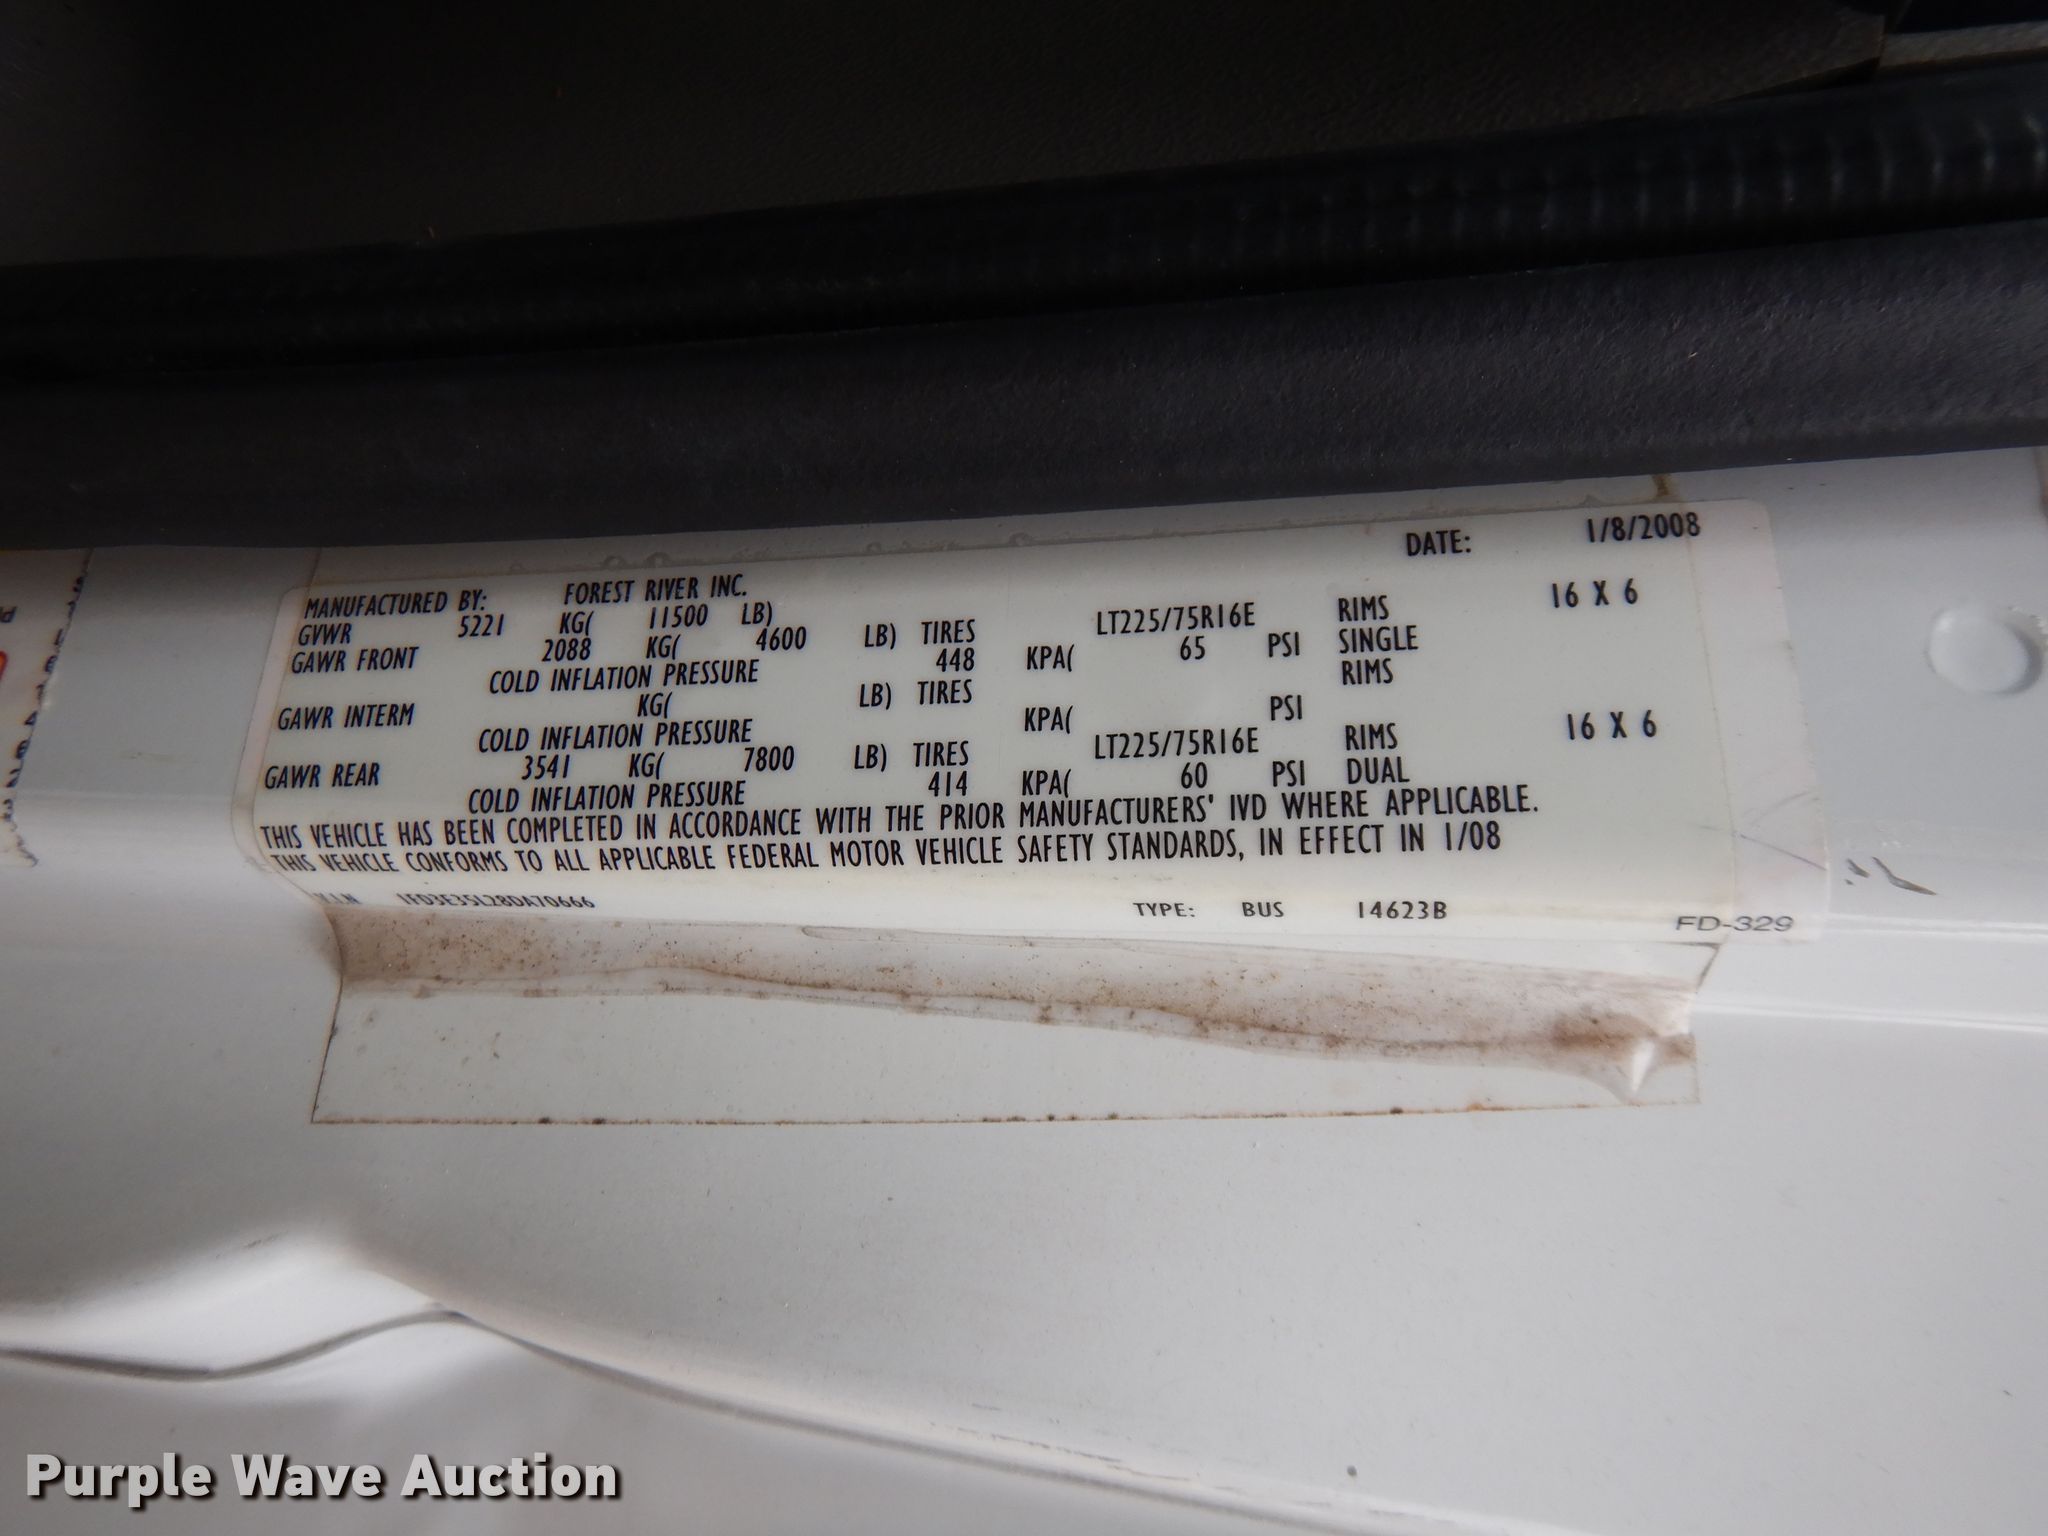 DATE: 1/8/2008
MANUFACTURED BY: FOREST RIVER INC.
GVWR 5221 KG( 11500 LB)
GAWR FRONT 2088 KG( 4600 LB) TIRES LT225/75R16E RIMS 16 X 6
COLD INFLATION PRESSURE 448 KPA( 65 PSI SINGLE
GAWR INTERM KG( LB) TIRES RIMS
COLD INFLATION PRESSURE KPA( PSI
GAWR REAR 3541 KG( 7800 LB) TIRES LT225/75R16E RIMS 16 X 6
COLD INFLATION PRESSURE 414 KPA( 60 PSI DUAL
THIS VEHICLE HAS BEEN COMPLETED IN ACCORDANCE WITH THE PRIOR MANUFACTURERS' IVD WHERE APPLICABLE.
THIS VEHICLE CONFORMS TO ALL APPLICABLE FEDERAL MOTOR VEHICLE SAFETY STANDARDS, IN EFFECT IN 1/08
V.I.N. 1FD3E35L28DA70666 TYPE: BUS 14623B
FD-329
Purple Wave Auction